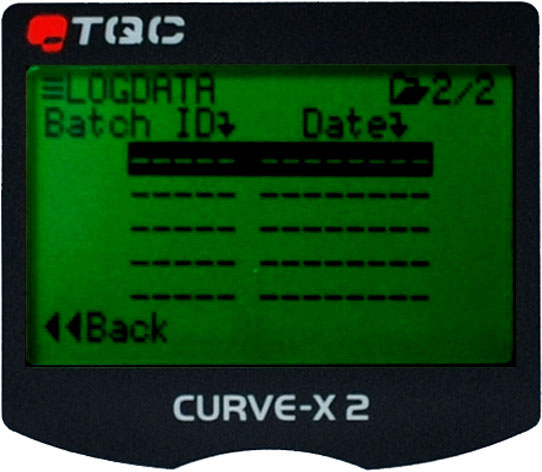 TQC
LOGDATA 2/2
Batch ID Date
----- --------
----- --------
----- --------
----- --------
----- --------
Back
CURVE-X 2